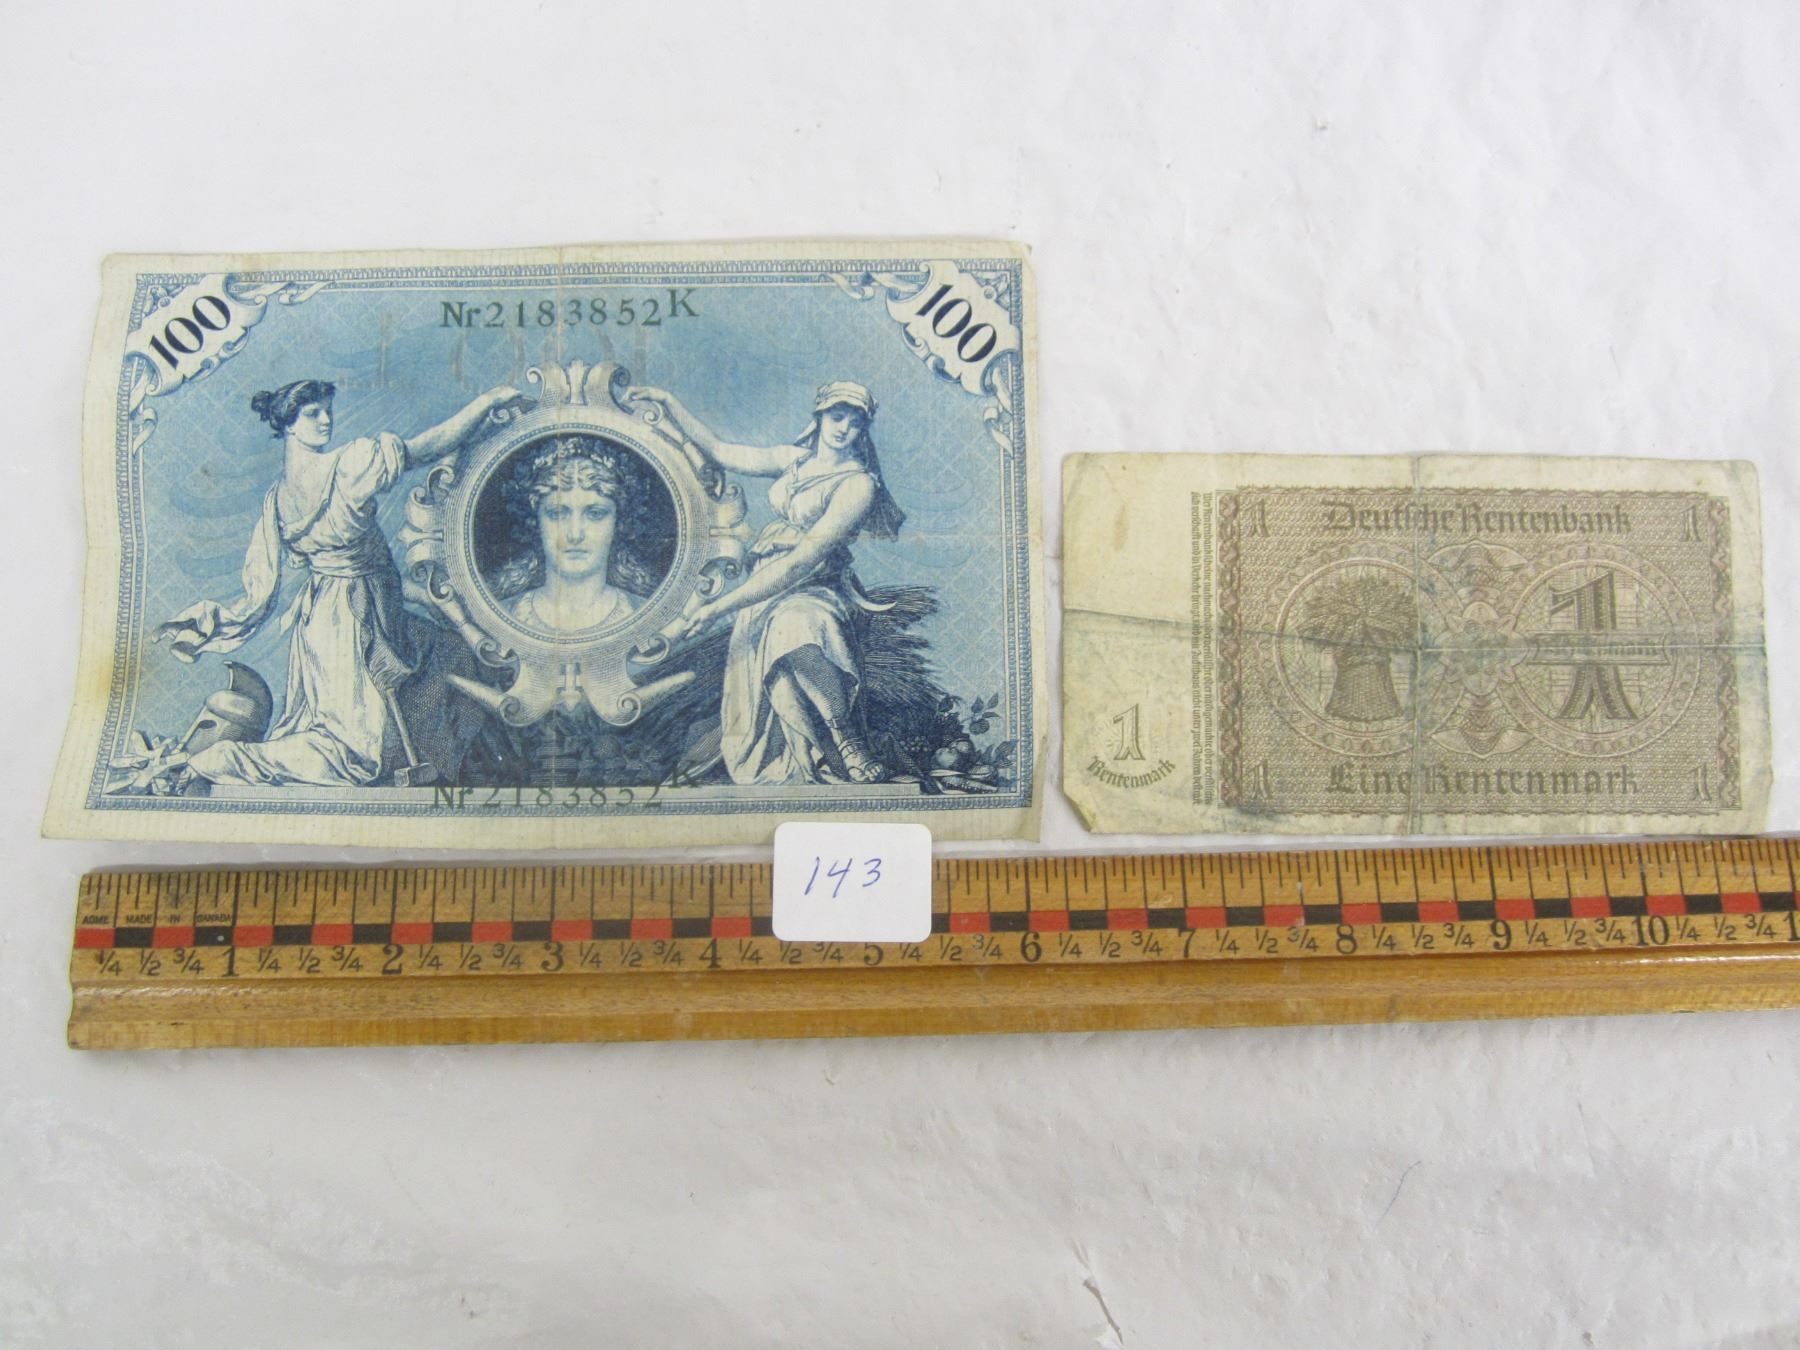 100
Nr2183852K
100
Nr2183852K
1
Deutsche Rentenbank
1
1
Rentenmark
1
1
Eine Rentenmark
1
143
ACME MADE IN CANADA
1/4 1/2 3/4 1 1/4 1/2 3/4 2 1/4 1/2 3/4 3 1/4 1/2 3/4 4 1/4 1/2 3/4 5 1/4 1/2 3/4 6 1/4 1/2 3/4 7 1/4 1/2 3/4 8 1/4 1/2 3/4 9 1/4 1/2 3/4 10 1/4 1/2 3/4